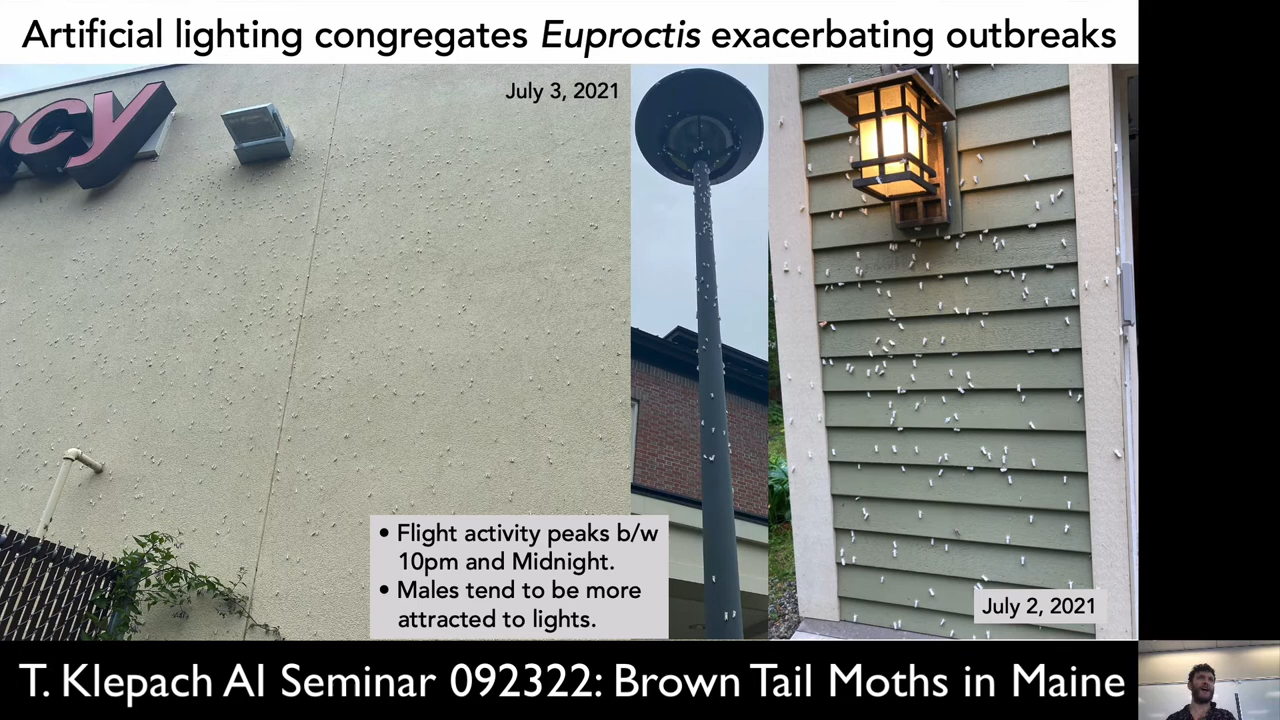 Artificial lighting congregates Euproctis exacerbating outbreaks
July 3, 2021
cy
• Flight activity peaks b/w
10pm and Midnight.
• Males tend to be more
attracted to lights.
July 2, 2021
T. Klepach AI Seminar 092322: Brown Tail Moths in Maine